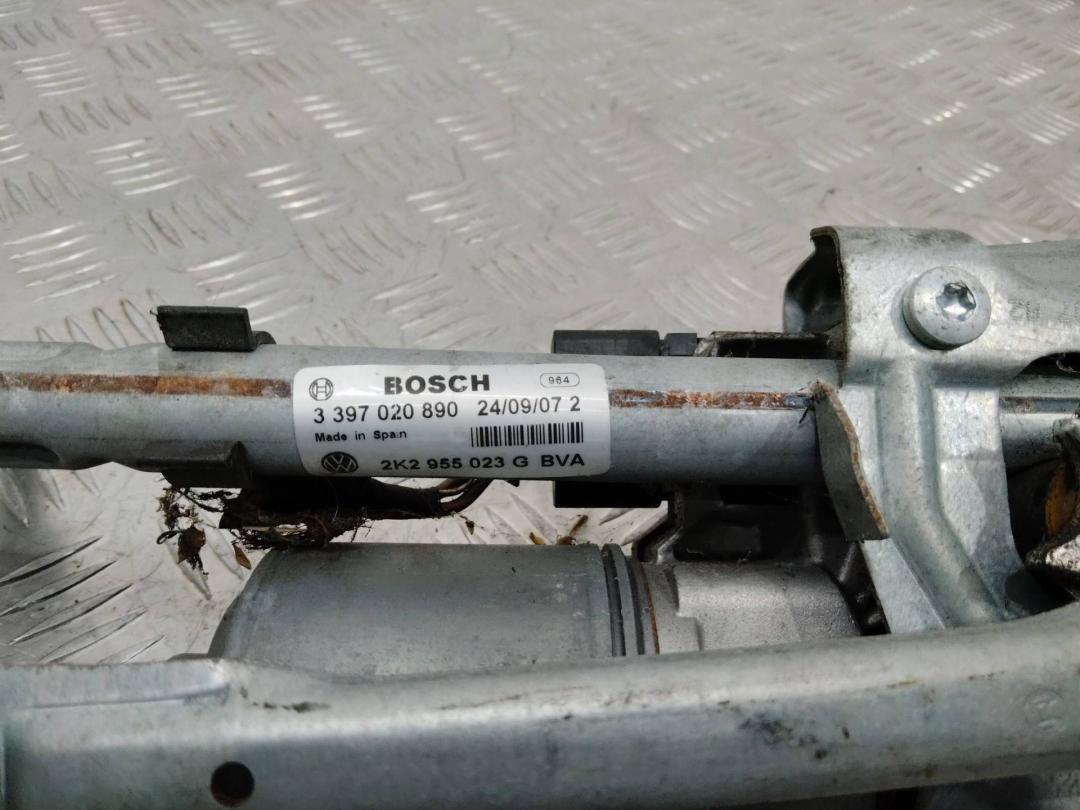 BOSCH 964
3 397 020 890 24/09/07 2
Made in Spain
2K2 955 023 G BVA